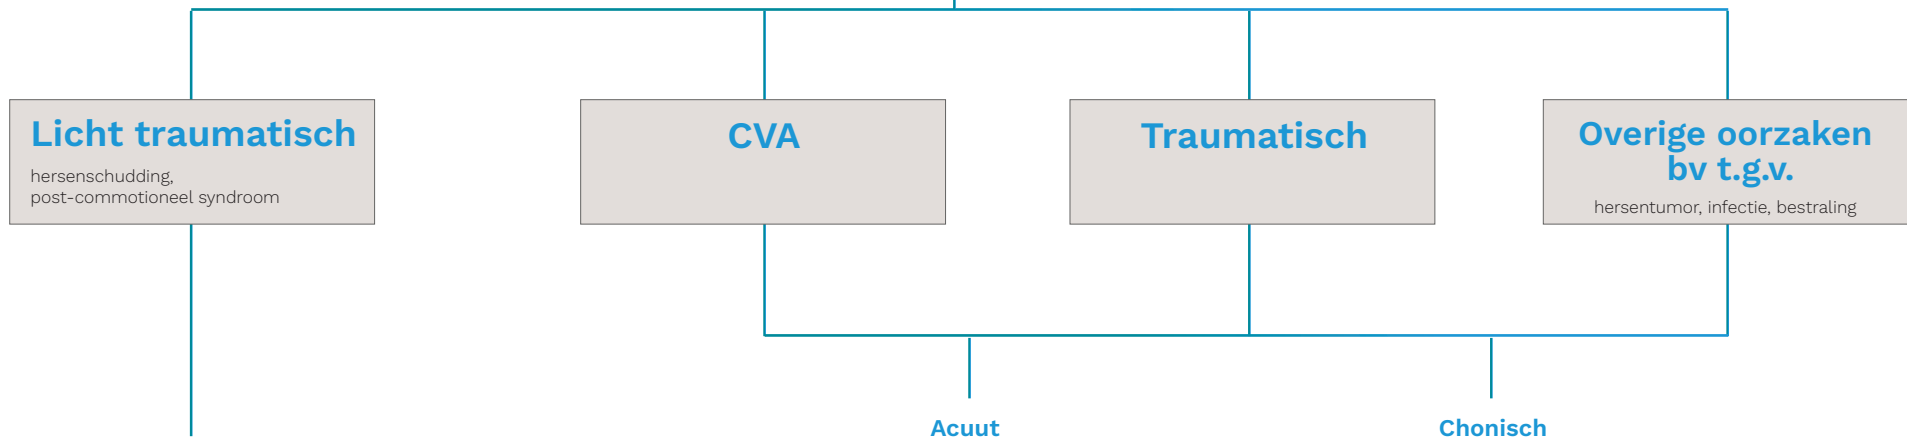 Licht traumatisch
hersenschudding,
post-commotioneel syndroom
CVA
Traumatisch
Overige oorzaken
bv t.g.v.
hersentumor, infectie, bestraling
Acuut
Chonisch